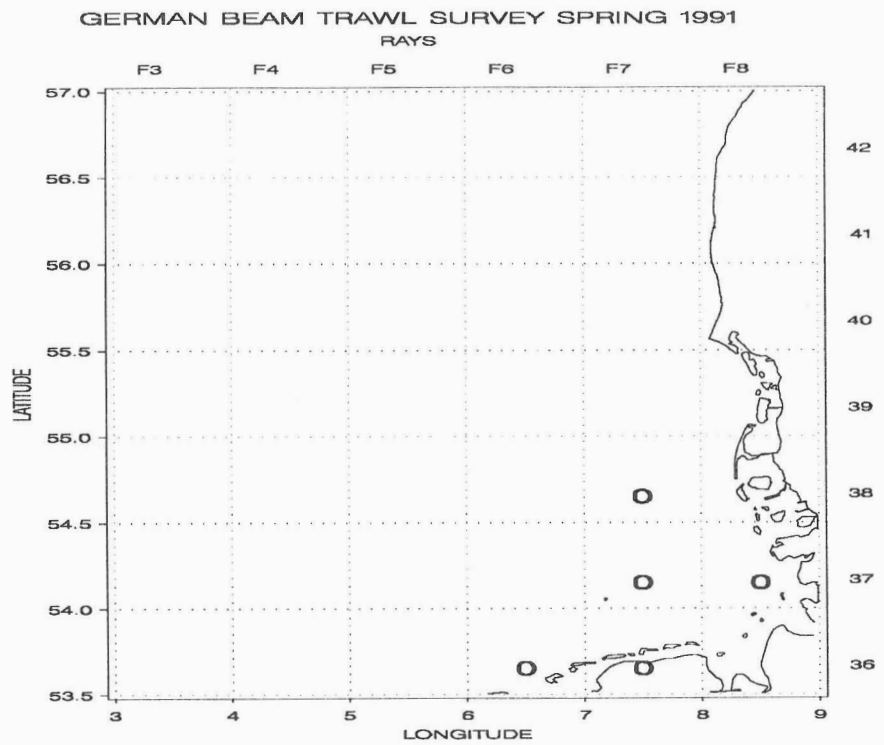 GERMAN BEAM TRAWL SURVEY SPRING 1991
RAYS
F3 F4 F5 F6 F7 F8
57.0
42
56.5
41
56.0
40
55.5
39
55.0
38
54.5
37
54.0
36
53.5
LATITUDE
O
O O
O O
3 4 5 6 7 8 9
LONGITUDE